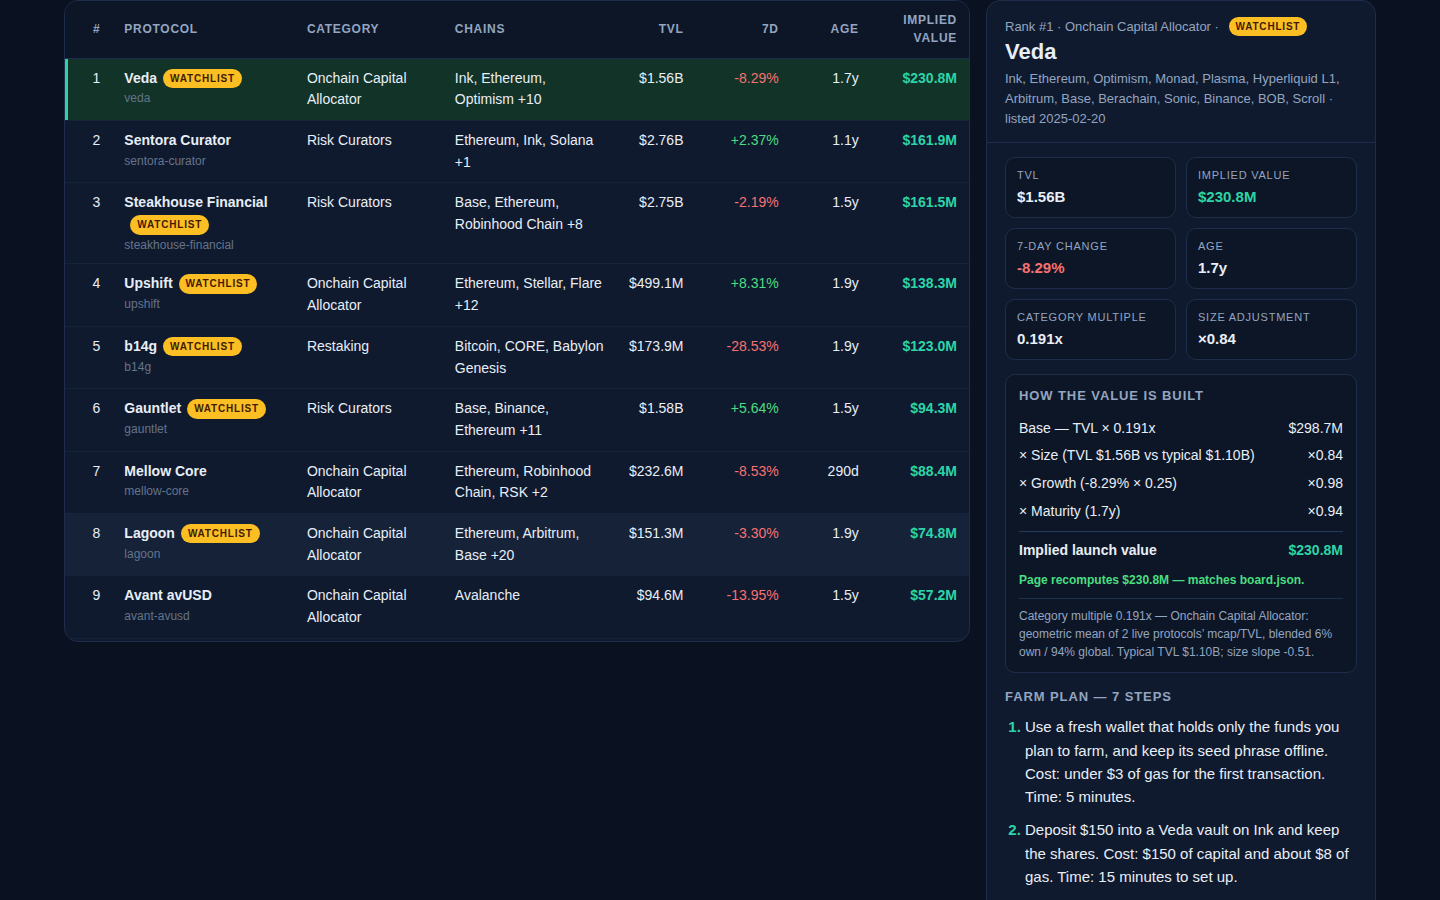 # PROTOCOL CATEGORY CHAINS TVL 7D AGE IMPLIED VALUE
1 Veda WATCHLIST Onchain Capital Ink, Ethereum, $1.56B -8.29% 1.7y $230.8M
veda Allocator Optimism +10
2 Sentora Curator Risk Curators Ethereum, Ink, Solana $2.76B +2.37% 1.1y $161.9M
sentora-curator +1
3 Steakhouse Financial Risk Curators Base, Ethereum, $2.75B -2.19% 1.5y $161.5M
WATCHLIST Robinhood Chain +8
steakhouse-financial
4 Upshift WATCHLIST Onchain Capital Ethereum, Stellar, Flare $499.1M +8.31% 1.9y $138.3M
upshift Allocator +12
5 b14g WATCHLIST Restaking Bitcoin, CORE, Babylon $173.9M -28.53% 1.9y $123.0M
b14g Genesis
6 Gauntlet WATCHLIST Risk Curators Base, Binance, $1.58B +5.64% 1.5y $94.3M
gauntlet Ethereum +11
7 Mellow Core Onchain Capital Ethereum, Robinhood $232.6M -8.53% 290d $88.4M
mellow-core Allocator Chain, RSK +2
8 Lagoon WATCHLIST Onchain Capital Ethereum, Arbitrum, $151.3M -3.30% 1.9y $74.8M
lagoon Allocator Base +20
9 Avant avUSD Onchain Capital Avalanche $94.6M -13.95% 1.5y $57.2M
avant-avusd Allocator
Rank #1 · Onchain Capital Allocator · WATCHLIST
Veda
Ink, Ethereum, Optimism, Monad, Plasma, Hyperliquid L1,
Arbitrum, Base, Berachain, Sonic, Binance, BOB, Scroll ·
listed 2025-02-20
TVL IMPLIED VALUE
$1.56B $230.8M
7-DAY CHANGE AGE
-8.29% 1.7y
CATEGORY MULTIPLE SIZE ADJUSTMENT
0.191x ×0.84
HOW THE VALUE IS BUILT
Base — TVL × 0.191x $298.7M
× Size (TVL $1.56B vs typical $1.10B) ×0.84
× Growth (-8.29% × 0.25) ×0.98
× Maturity (1.7y) ×0.94
Implied launch value $230.8M
Page recomputes $230.8M — matches board.json.
Category multiple 0.191x — Onchain Capital Allocator:
geometric mean of 2 live protocols’ mcap/TVL, blended 6%
own / 94% global. Typical TVL $1.10B; size slope -0.51.
FARM PLAN — 7 STEPS
1. Use a fresh wallet that holds only the funds you
plan to farm, and keep its seed phrase offline.
Cost: under $3 of gas for the first transaction.
Time: 5 minutes.
2. Deposit $150 into a Veda vault on Ink and keep
the shares. Cost: $150 of capital and about $8 of
gas. Time: 15 minutes to set up.